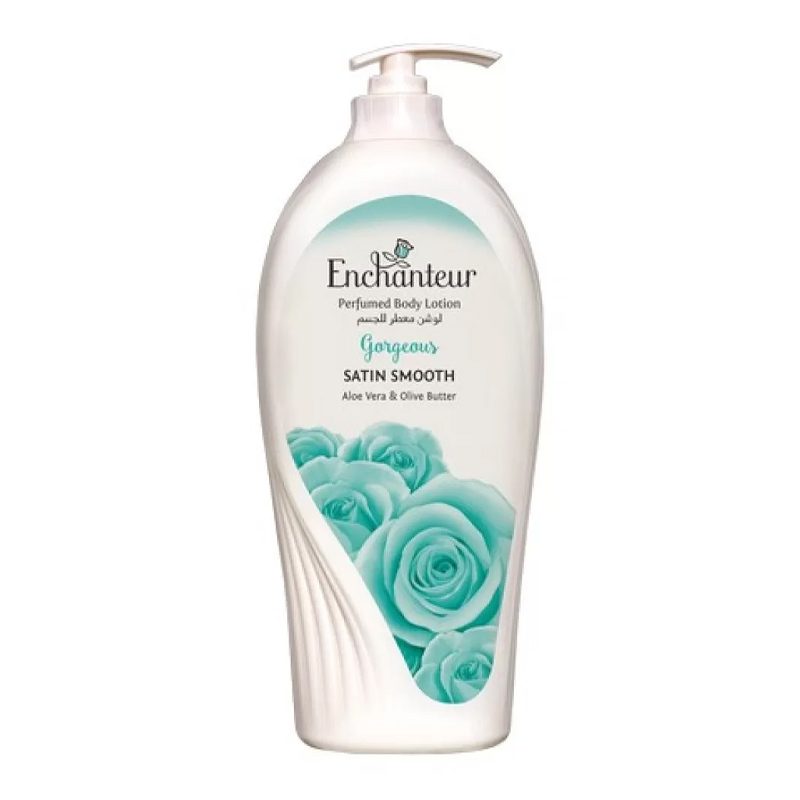 Enchanteur
Perfumed Body Lotion
لوشن معطر للجسم
Gorgeous
SATIN SMOOTH
Aloe Vera & Olive Butter